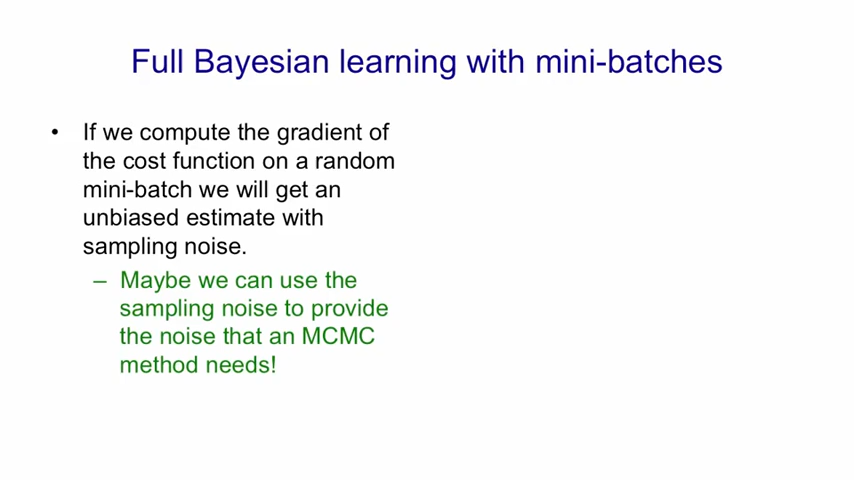 Full Bayesian learning with mini-batches
• If we compute the gradient of
the cost function on a random
mini-batch we will get an
unbiased estimate with
sampling noise.
– Maybe we can use the
sampling noise to provide
the noise that an MCMC
method needs!